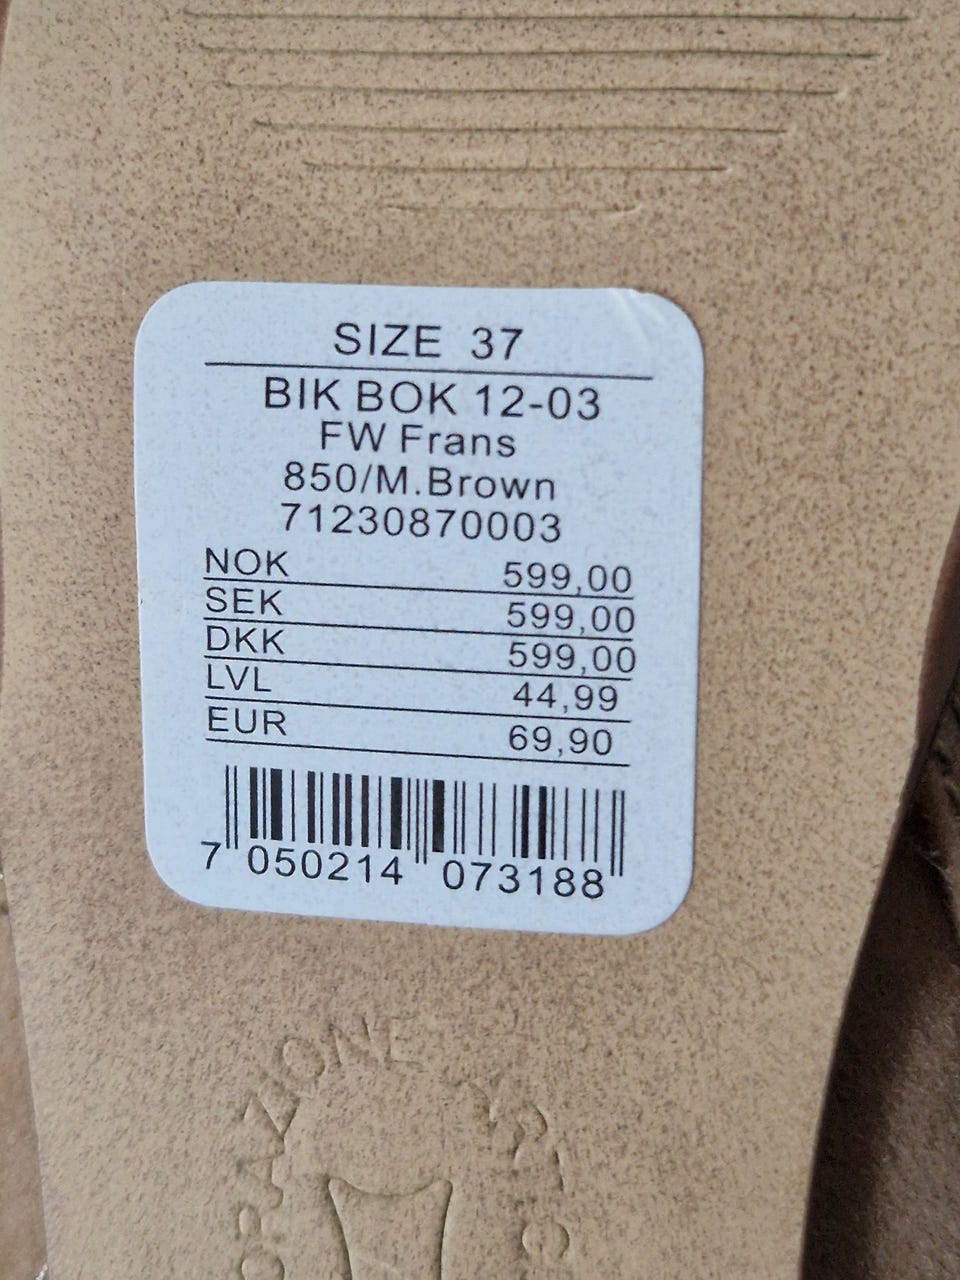 SIZE 37
BIK BOK 12-03
FW Frans
850/M.Brown
71230870003
NOK 599,00
SEK 599,00
DKK 599,00
LVL 44,99
EUR 69,90
7 050214 073188